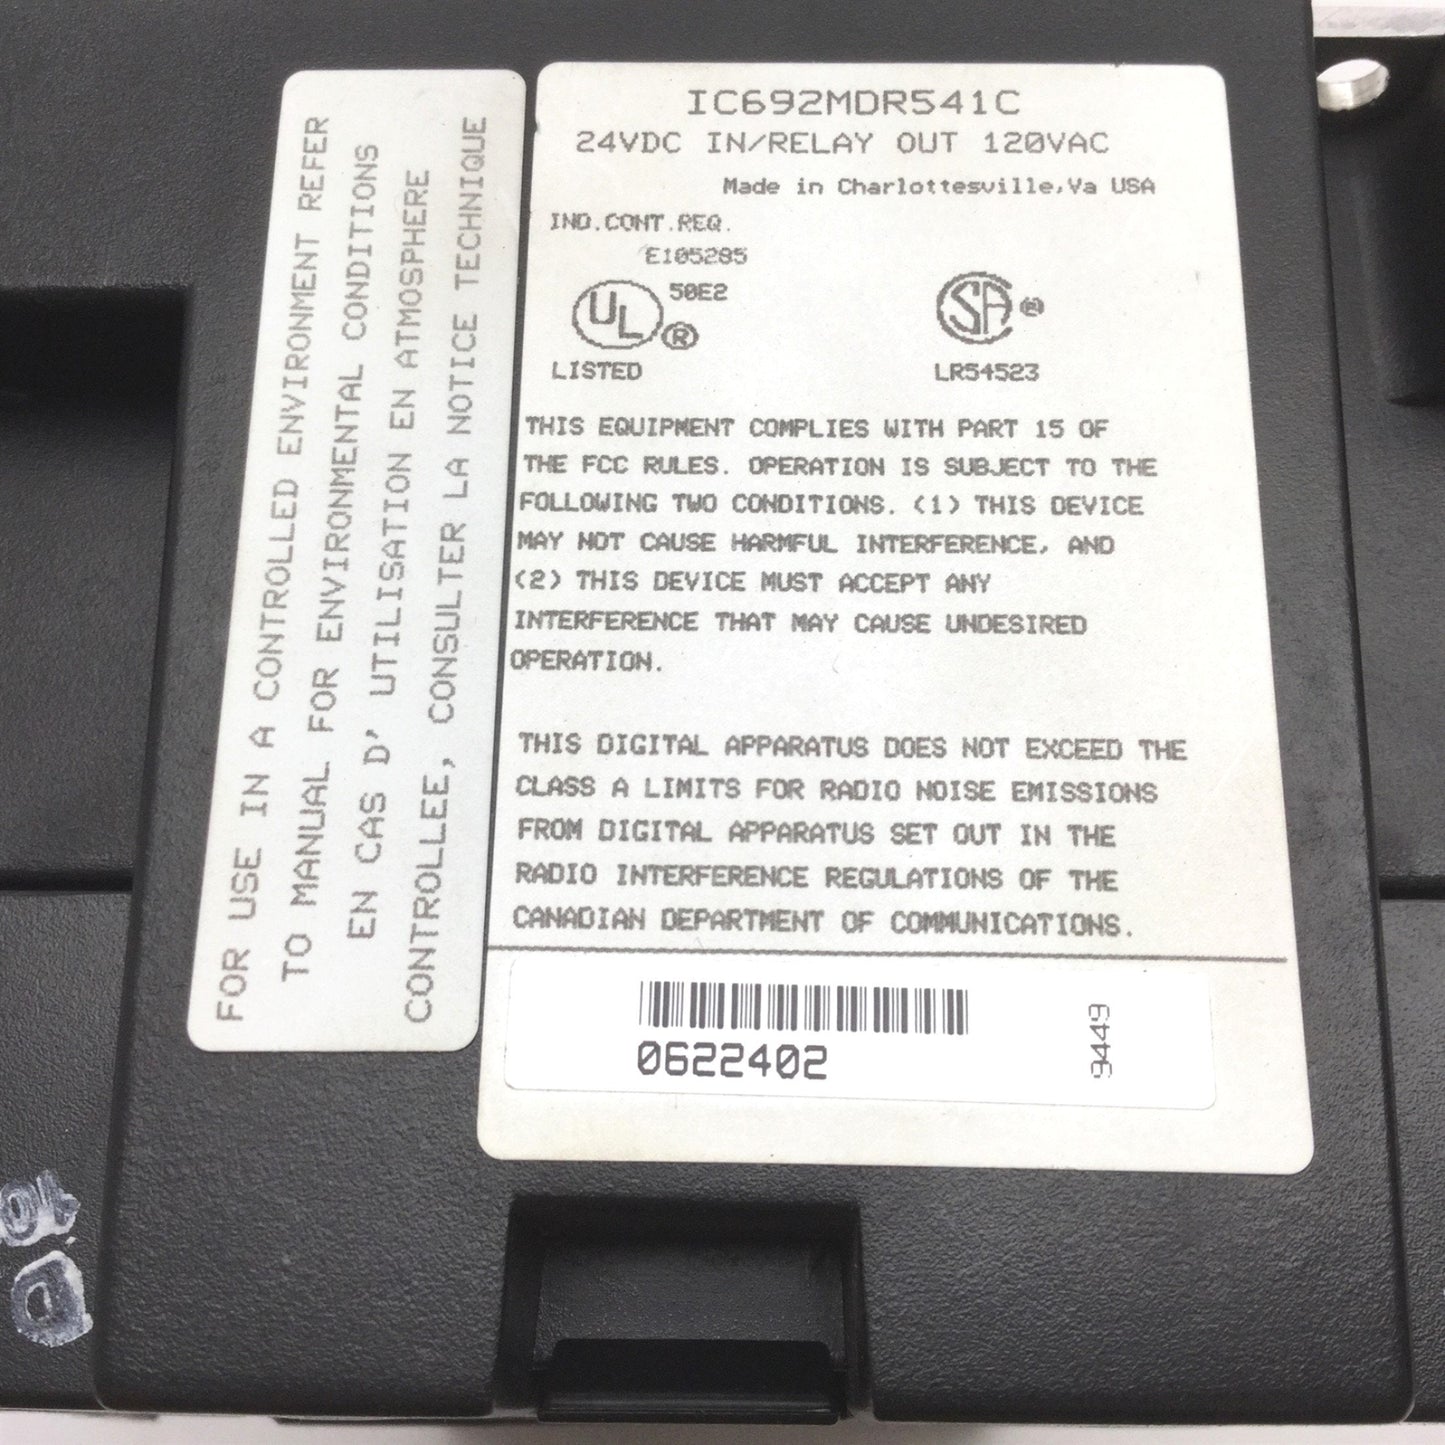 FOR USE IN A CONTROLLED ENVIRONMENT REFER
TO MANUAL FOR ENVIRONMENTAL CONDITIONS
EN CAS D' UTILISATION EN ATMOSPHERE
CONTROLLEE, CONSULTER LA NOTICE TECHNIQUE
IC692MDR541C
24VDC IN/RELAY OUT 120VAC
Made in Charlottesville,Va USA
IND.CONT.REQ.
E105285
UL 50E2
®
LISTED
SA
LR54523
THIS EQUIPMENT COMPLIES WITH PART 15 OF
THE FCC RULES. OPERATION IS SUBJECT TO THE
FOLLOWING TWO CONDITIONS. (1) THIS DEVICE
MAY NOT CAUSE HARMFUL INTERFERENCE, AND
(2) THIS DEVICE MUST ACCEPT ANY
INTERFERENCE THAT MAY CAUSE UNDESIRED
OPERATION.
THIS DIGITAL APPARATUS DOES NOT EXCEED THE
CLASS A LIMITS FOR RADIO NOISE EMISSIONS
FROM DIGITAL APPARATUS SET OUT IN THE
RADIO INTERFERENCE REGULATIONS OF THE
CANADIAN DEPARTMENT OF COMMUNICATIONS.
0622402
9449